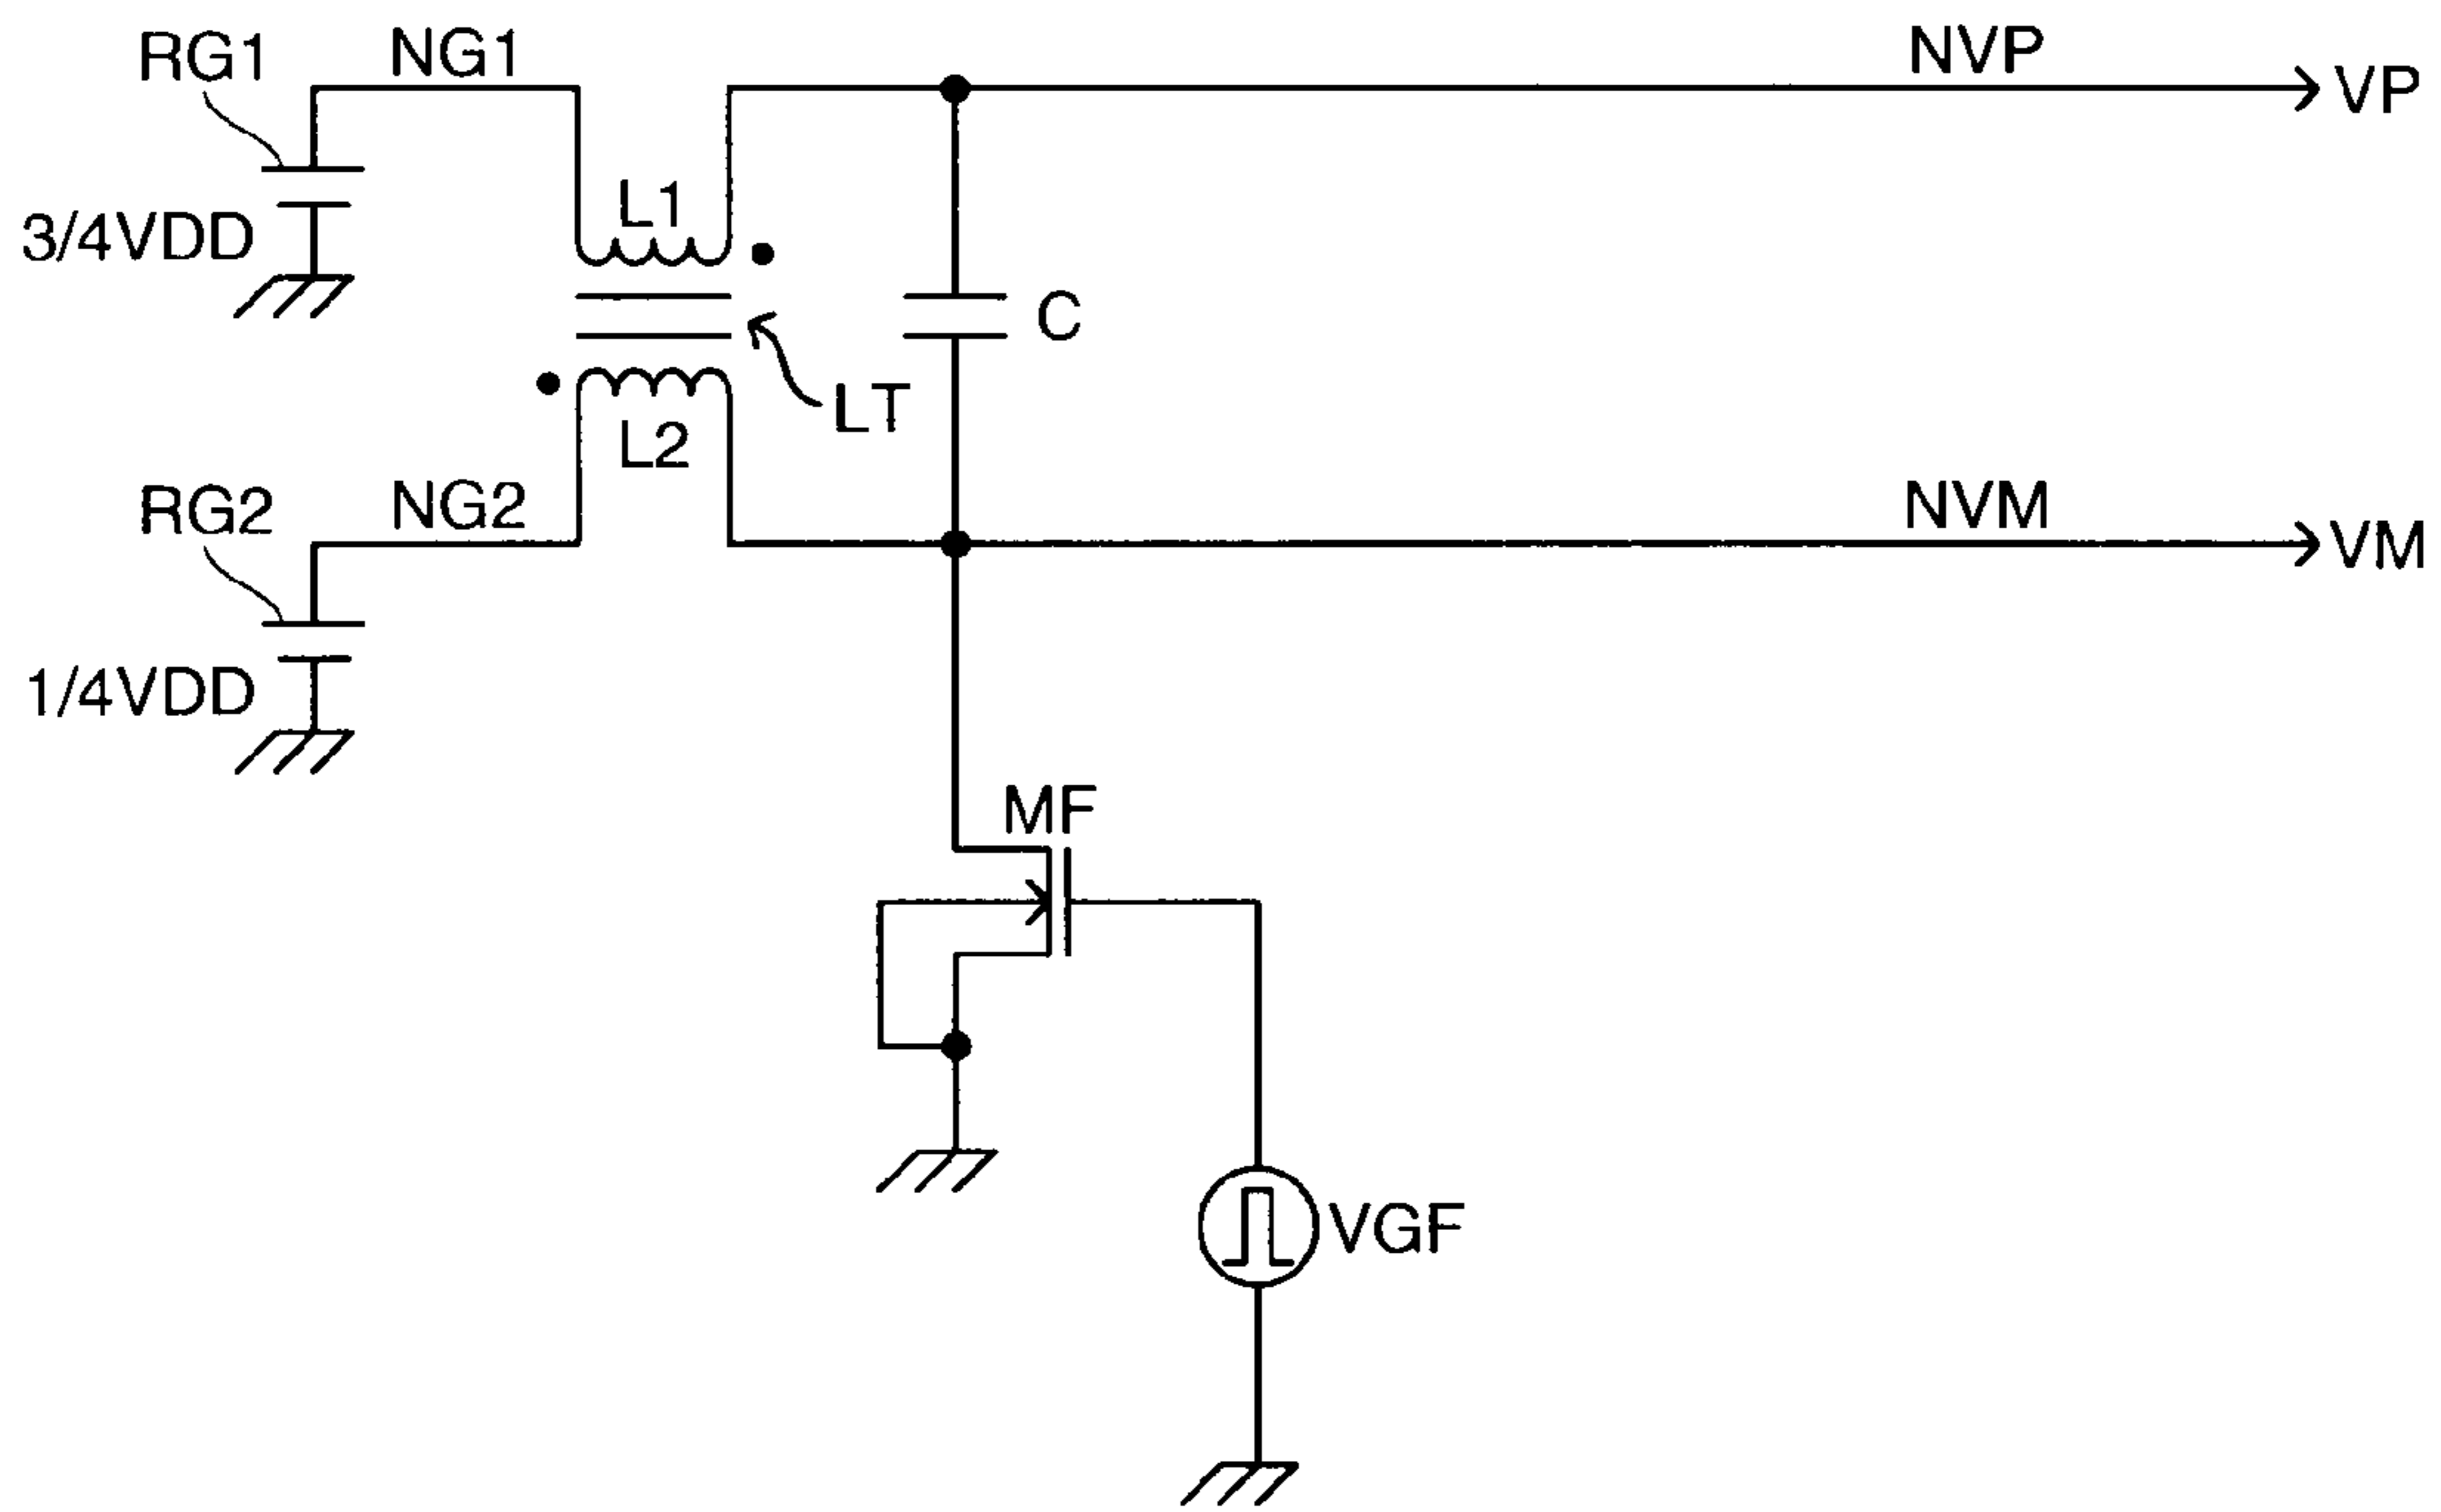 RG1
NG1
NVP
VP
3/4VDD
L1
C
LT
L2
RG2
NG2
NVM
VM
1/4VDD
MF
VGF